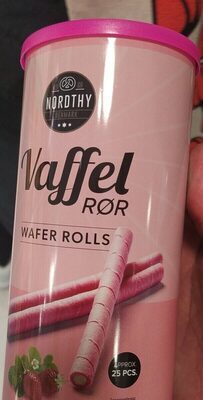 NORDTHY
DENMARK
Vaffel
RØR
WAFER ROLLS
APPROX
25 PCS.